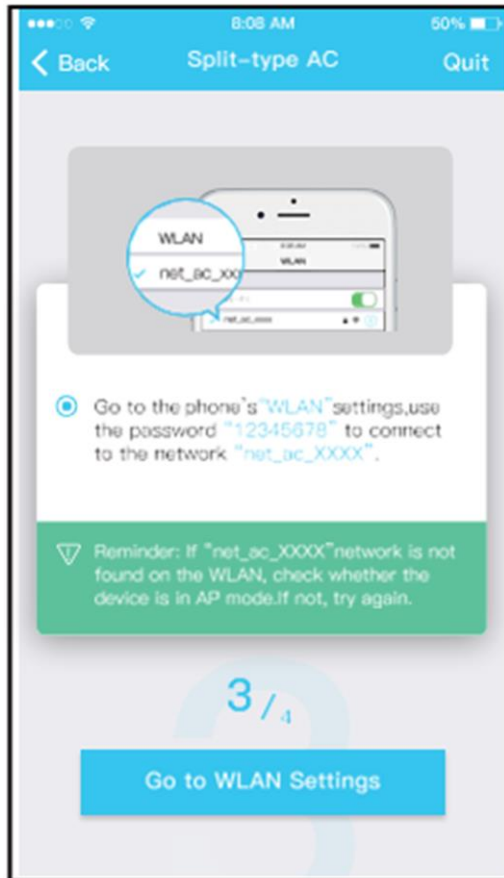 8:08 AM
50%
Back
Split-type AC
Quit
WLAN
net_ac_xxx
WLAN
net_ac_xxxx
Go to the phone`s"WLAN"settings,use
the password "12345678" to connect
to the network "net_ac_XXXX".
Reminder: If "net_ac_XXXX"network is not
found on the WLAN, check whether the
device is in AP mode.If not, try again.
3/4
Go to WLAN Settings